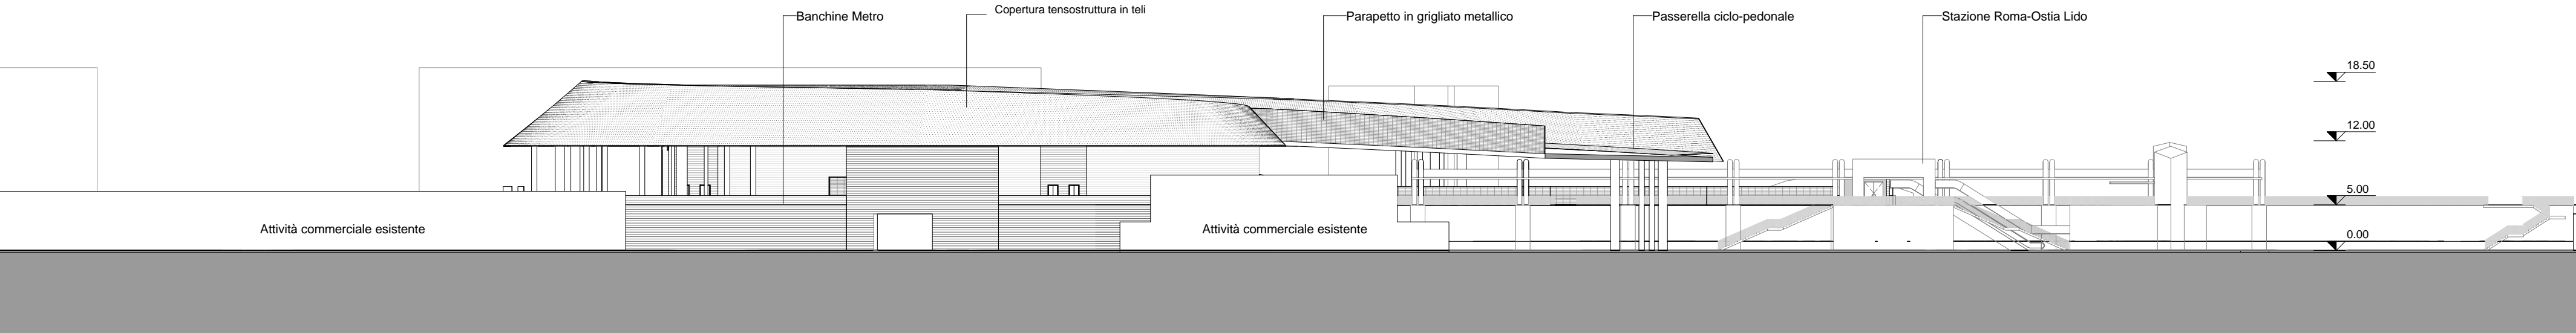 Banchine Metro
Copertura tensostruttura in teli
Parapetto in grigliato metallico
Passerella ciclo-pedonale
Stazione Roma-Ostia Lido
18.50
12.00
5.00
0.00
Attività commerciale esistente
Attività commerciale esistente